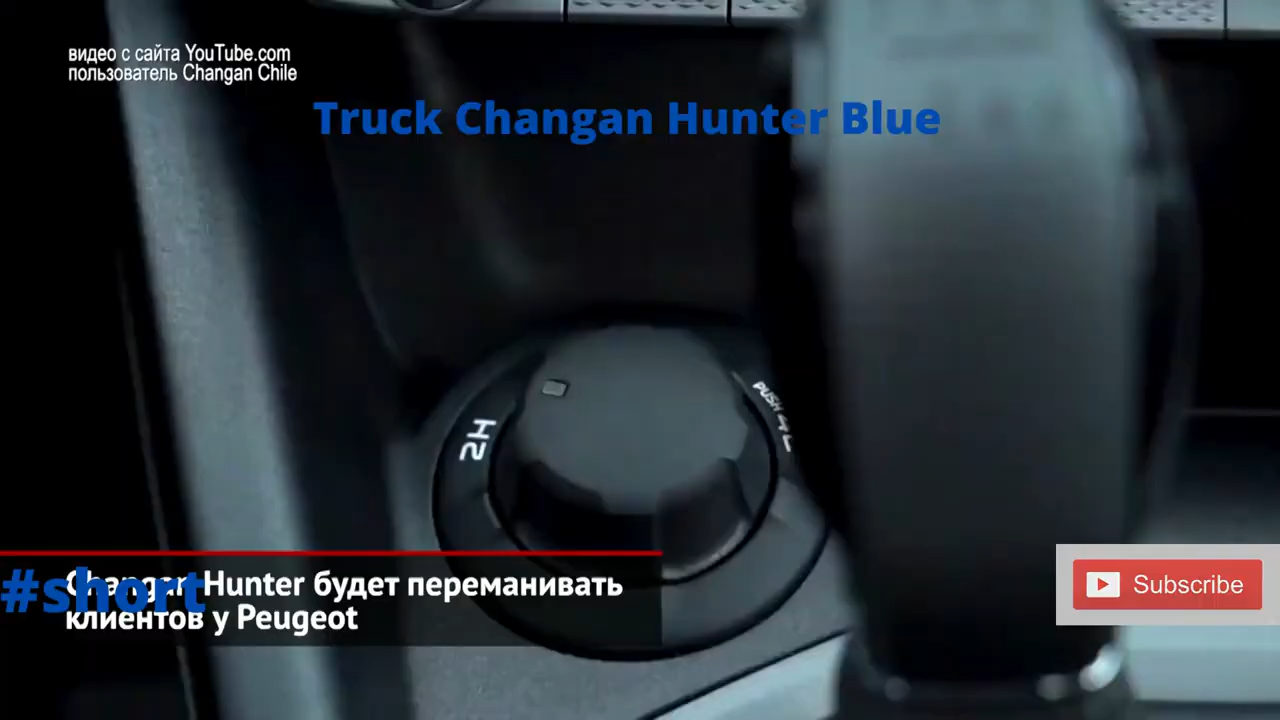 видео с сайта YouTube.com
пользователь Changan Chile
Truck Changan Hunter Blue
2H
PUSH 4L
#short
Changan Hunter будет переманивать
клиентов у Peugeot
Subscribe